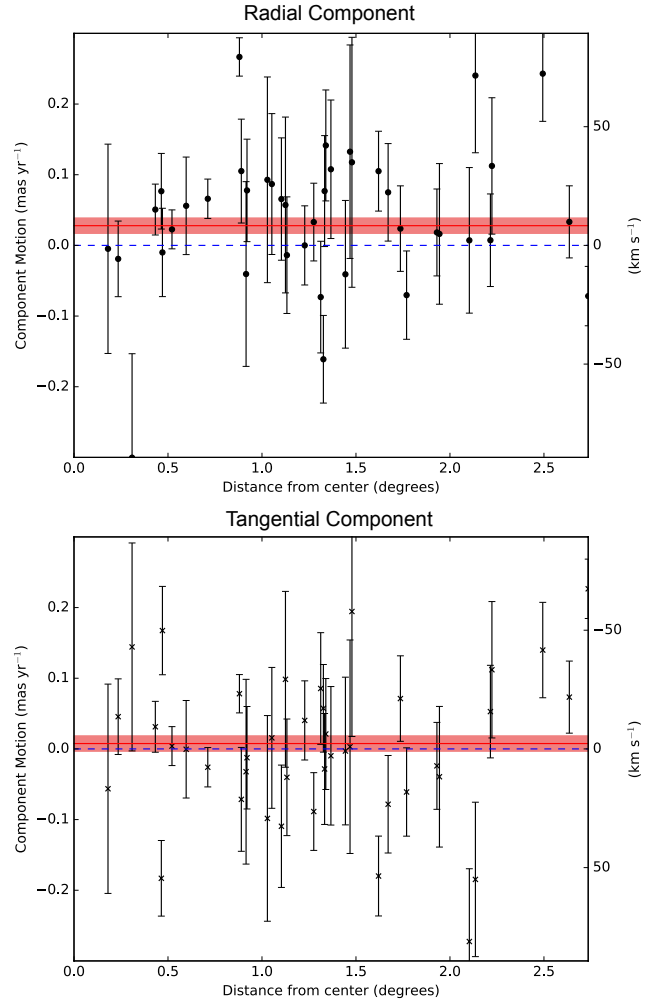 Radial Component
Component Motion (mas yr⁻¹)
0.2
0.1
0.0
−0.1
−0.2
50
0
−50
(km s⁻¹)
0.0 0.5 1.0 1.5 2.0 2.5
Distance from center (degrees)
Tangential Component
Component Motion (mas yr⁻¹)
0.2
0.1
0.0
−0.1
−0.2
−50
0
50
(km s⁻¹)
0.0 0.5 1.0 1.5 2.0 2.5
Distance from center (degrees)